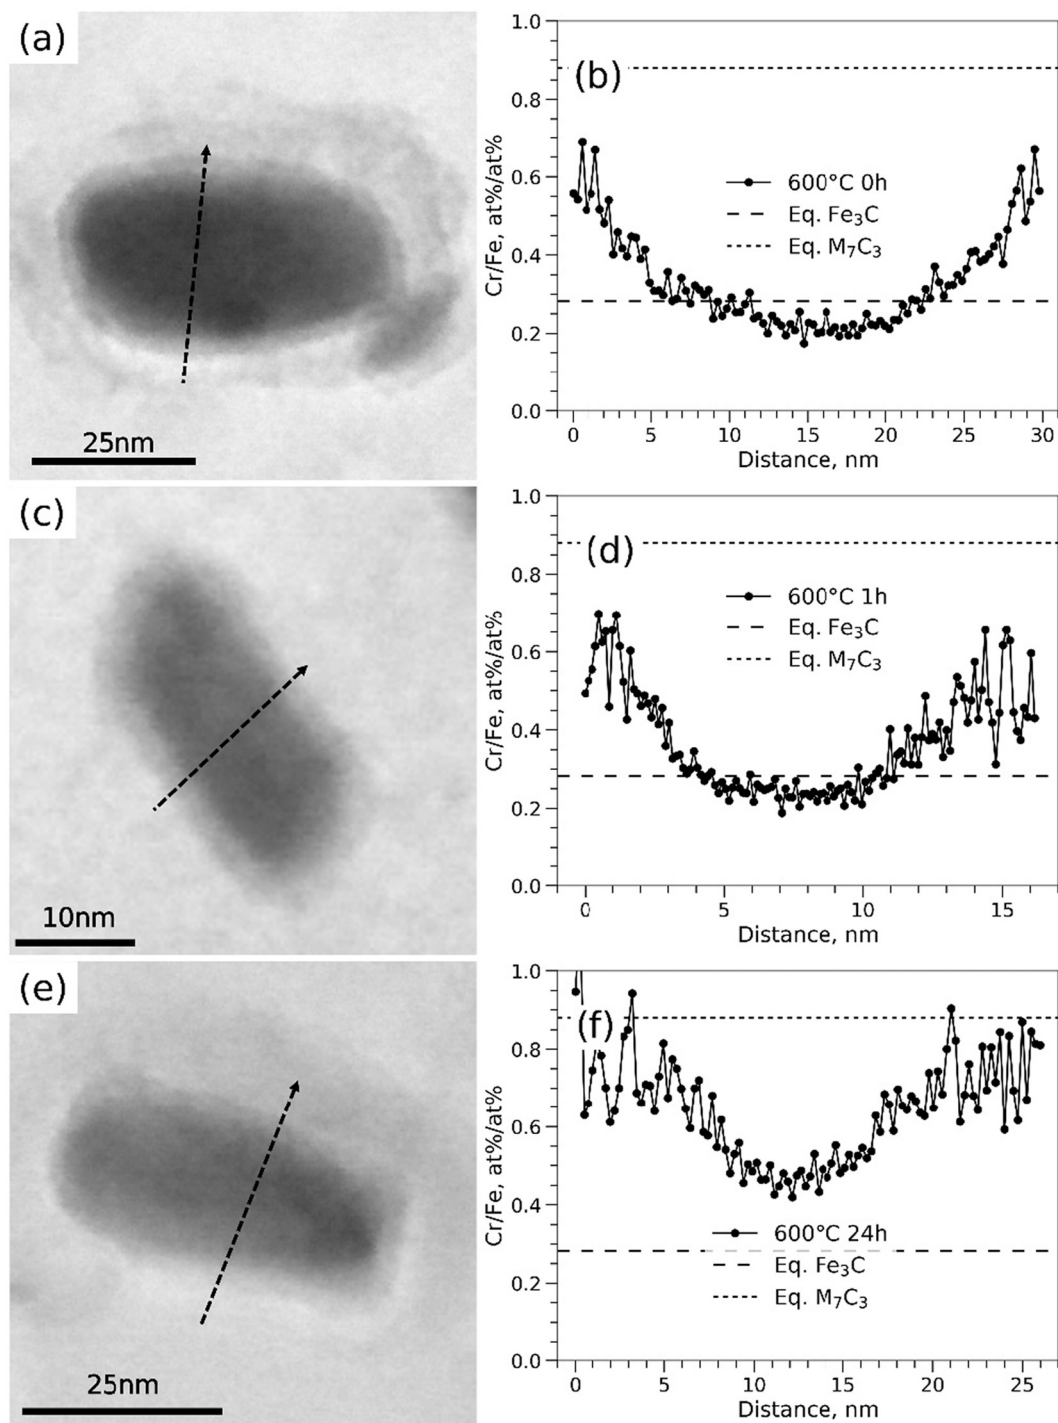 (a)
25nm
(b)
1.0
0.8
0.6
0.4
0.2
0.0
Cr/Fe, at%/at%
600°C 0h
Eq. Fe₃C
Eq. M₇C₃
0 5 10 15 20 25 30
Distance, nm
(c)
10nm
(d)
1.0
0.8
0.6
0.4
0.2
0.0
Cr/Fe, at%/at%
600°C 1h
Eq. Fe₃C
Eq. M₇C₃
0 5 10 15
Distance, nm
(e)
25nm
(f)
1.0
0.8
0.6
0.4
0.2
0.0
Cr/Fe, at%/at%
600°C 24h
Eq. Fe₃C
Eq. M₇C₃
0 5 10 15 20 25
Distance, nm